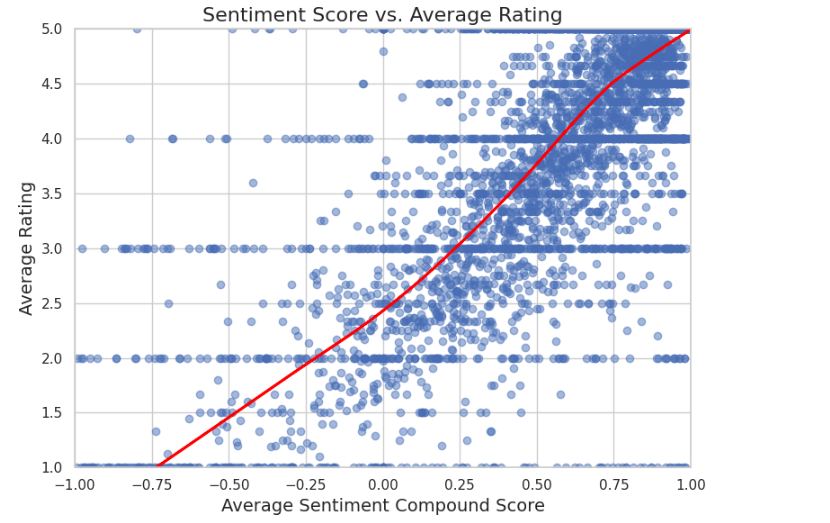 Sentiment Score vs. Average Rating
5.0
4.5
4.0
3.5
3.0
2.5
2.0
1.5
1.0
Average Rating
−1.00 −0.75 −0.50 −0.25 0.00 0.25 0.50 0.75 1.00
Average Sentiment Compound Score